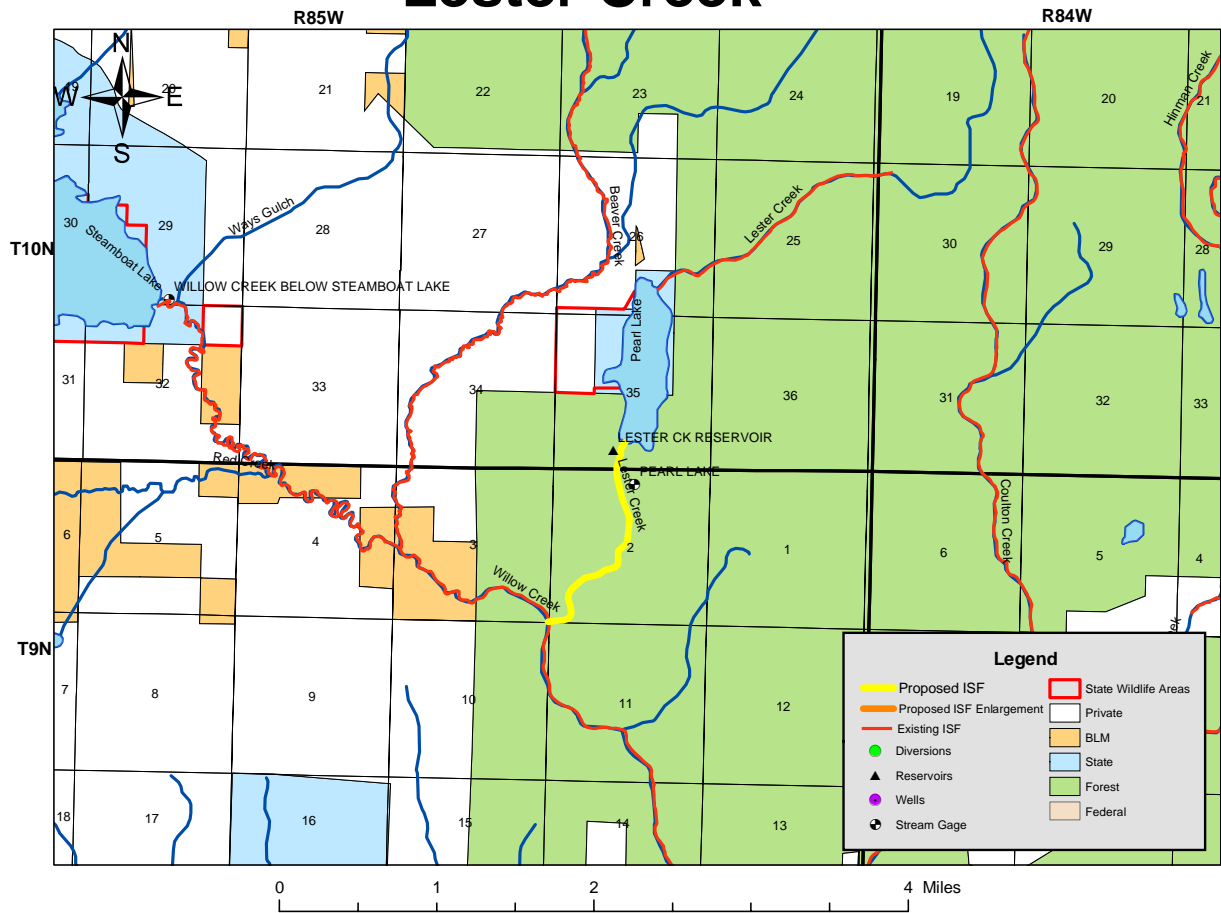 Lester Creek
R85W
R84W
N
W
E
S
19
20
21
22
23
24
19
20
21
Hinman Creek
T10N
30
29
28
27
26
25
30
29
28
Steamboat Lake
Ways Gulch
Beaver Creek
Lester Creek
WILLOW CREEK BELOW STEAMBOAT LAKE
Pearl Lake
31
32
33
34
35
36
31
32
33
LESTER CK RESERVOIR
Red Creek
PEARL LAKE
Lester Creek
Coulton Creek
6
5
4
3
2
1
6
5
4
Willow Creek
T9N
7
8
9
10
11
12
18
17
16
15
14
13
Legend
Proposed ISF
Proposed ISF Enlargement
Existing ISF
Diversions
Reservoirs
Wells
Stream Gage
State Wildlife Areas
Private
BLM
State
Forest
Federal
0 1 2 4 Miles